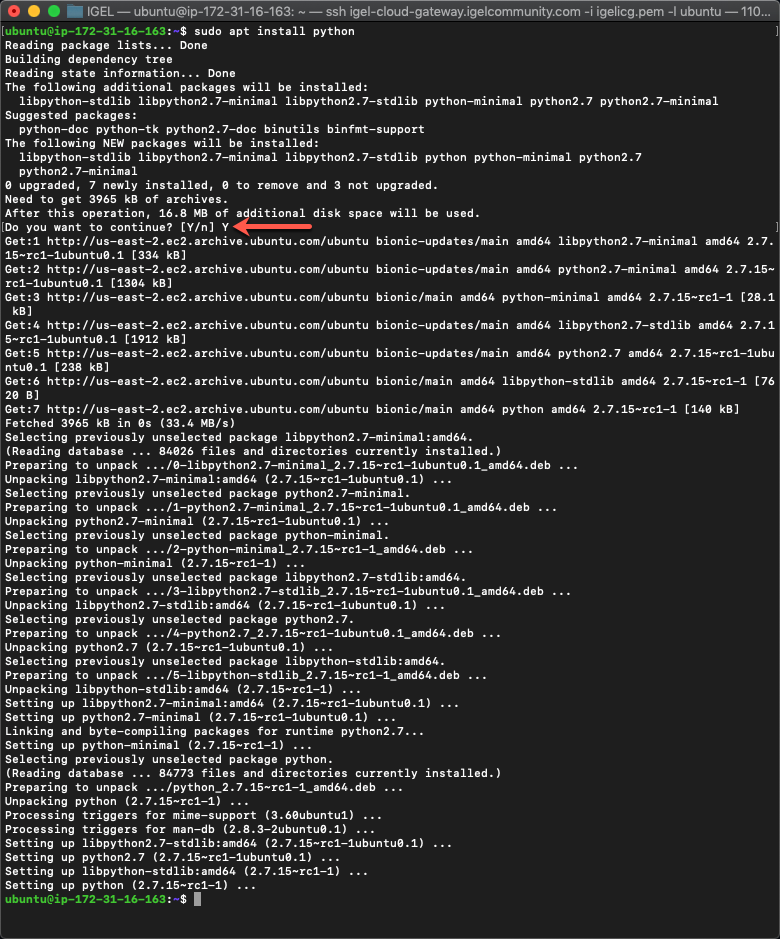 IGEL — ubuntu@ip-172-31-16-163: ~ — ssh igel-cloud-gateway.igelcommunity.com -i igelicg.pem -l ubuntu — 110...
[ubuntu@ip-172-31-16-163:~$ sudo apt install python ]
Reading package lists... Done
Building dependency tree
Reading state information... Done
The following additional packages will be installed:
  libpython-stdlib libpython2.7-minimal libpython2.7-stdlib python-minimal python2.7 python2.7-minimal
Suggested packages:
  python-doc python-tk python2.7-doc binutils binfmt-support
The following NEW packages will be installed:
  libpython-stdlib libpython2.7-minimal libpython2.7-stdlib python python-minimal python2.7
  python2.7-minimal
0 upgraded, 7 newly installed, 0 to remove and 3 not upgraded.
Need to get 3965 kB of archives.
After this operation, 16.8 MB of additional disk space will be used.
[Do you want to continue? [Y/n] Y ]
Get:1 http://us-east-2.ec2.archive.ubuntu.com/ubuntu bionic-updates/main amd64 libpython2.7-minimal amd64 2.7.
15~rc1-1ubuntu0.1 [334 kB]
Get:2 http://us-east-2.ec2.archive.ubuntu.com/ubuntu bionic-updates/main amd64 python2.7-minimal amd64 2.7.15~
rc1-1ubuntu0.1 [1304 kB]
Get:3 http://us-east-2.ec2.archive.ubuntu.com/ubuntu bionic/main amd64 python-minimal amd64 2.7.15~rc1-1 [28.1
 kB]
Get:4 http://us-east-2.ec2.archive.ubuntu.com/ubuntu bionic-updates/main amd64 libpython2.7-stdlib amd64 2.7.1
5~rc1-1ubuntu0.1 [1912 kB]
Get:5 http://us-east-2.ec2.archive.ubuntu.com/ubuntu bionic-updates/main amd64 python2.7 amd64 2.7.15~rc1-1ubu
ntu0.1 [238 kB]
Get:6 http://us-east-2.ec2.archive.ubuntu.com/ubuntu bionic/main amd64 libpython-stdlib amd64 2.7.15~rc1-1 [76
20 B]
Get:7 http://us-east-2.ec2.archive.ubuntu.com/ubuntu bionic/main amd64 python amd64 2.7.15~rc1-1 [140 kB]
Fetched 3965 kB in 0s (33.4 MB/s)
Selecting previously unselected package libpython2.7-minimal:amd64.
(Reading database ... 84026 files and directories currently installed.)
Preparing to unpack .../0-libpython2.7-minimal_2.7.15~rc1-1ubuntu0.1_amd64.deb ...
Unpacking libpython2.7-minimal:amd64 (2.7.15~rc1-1ubuntu0.1) ...
Selecting previously unselected package python2.7-minimal.
Preparing to unpack .../1-python2.7-minimal_2.7.15~rc1-1ubuntu0.1_amd64.deb ...
Unpacking python2.7-minimal (2.7.15~rc1-1ubuntu0.1) ...
Selecting previously unselected package python-minimal.
Preparing to unpack .../2-python-minimal_2.7.15~rc1-1_amd64.deb ...
Unpacking python-minimal (2.7.15~rc1-1) ...
Selecting previously unselected package libpython2.7-stdlib:amd64.
Preparing to unpack .../3-libpython2.7-stdlib_2.7.15~rc1-1ubuntu0.1_amd64.deb ...
Unpacking libpython2.7-stdlib:amd64 (2.7.15~rc1-1ubuntu0.1) ...
Selecting previously unselected package python2.7.
Preparing to unpack .../4-python2.7_2.7.15~rc1-1ubuntu0.1_amd64.deb ...
Unpacking python2.7 (2.7.15~rc1-1ubuntu0.1) ...
Selecting previously unselected package libpython-stdlib:amd64.
Preparing to unpack .../5-libpython-stdlib_2.7.15~rc1-1_amd64.deb ...
Unpacking libpython-stdlib:amd64 (2.7.15~rc1-1) ...
Setting up libpython2.7-minimal:amd64 (2.7.15~rc1-1ubuntu0.1) ...
Setting up python2.7-minimal (2.7.15~rc1-1ubuntu0.1) ...
Linking and byte-compiling packages for runtime python2.7...
Setting up python-minimal (2.7.15~rc1-1) ...
Selecting previously unselected package python.
(Reading database ... 84773 files and directories currently installed.)
Preparing to unpack .../python_2.7.15~rc1-1_amd64.deb ...
Unpacking python (2.7.15~rc1-1) ...
Processing triggers for mime-support (3.60ubuntu1) ...
Processing triggers for man-db (2.8.3-2ubuntu0.1) ...
Setting up libpython2.7-stdlib:amd64 (2.7.15~rc1-1ubuntu0.1) ...
Setting up python2.7 (2.7.15~rc1-1ubuntu0.1) ...
Setting up libpython-stdlib:amd64 (2.7.15~rc1-1) ...
Setting up python (2.7.15~rc1-1) ...
ubuntu@ip-172-31-16-163:~$